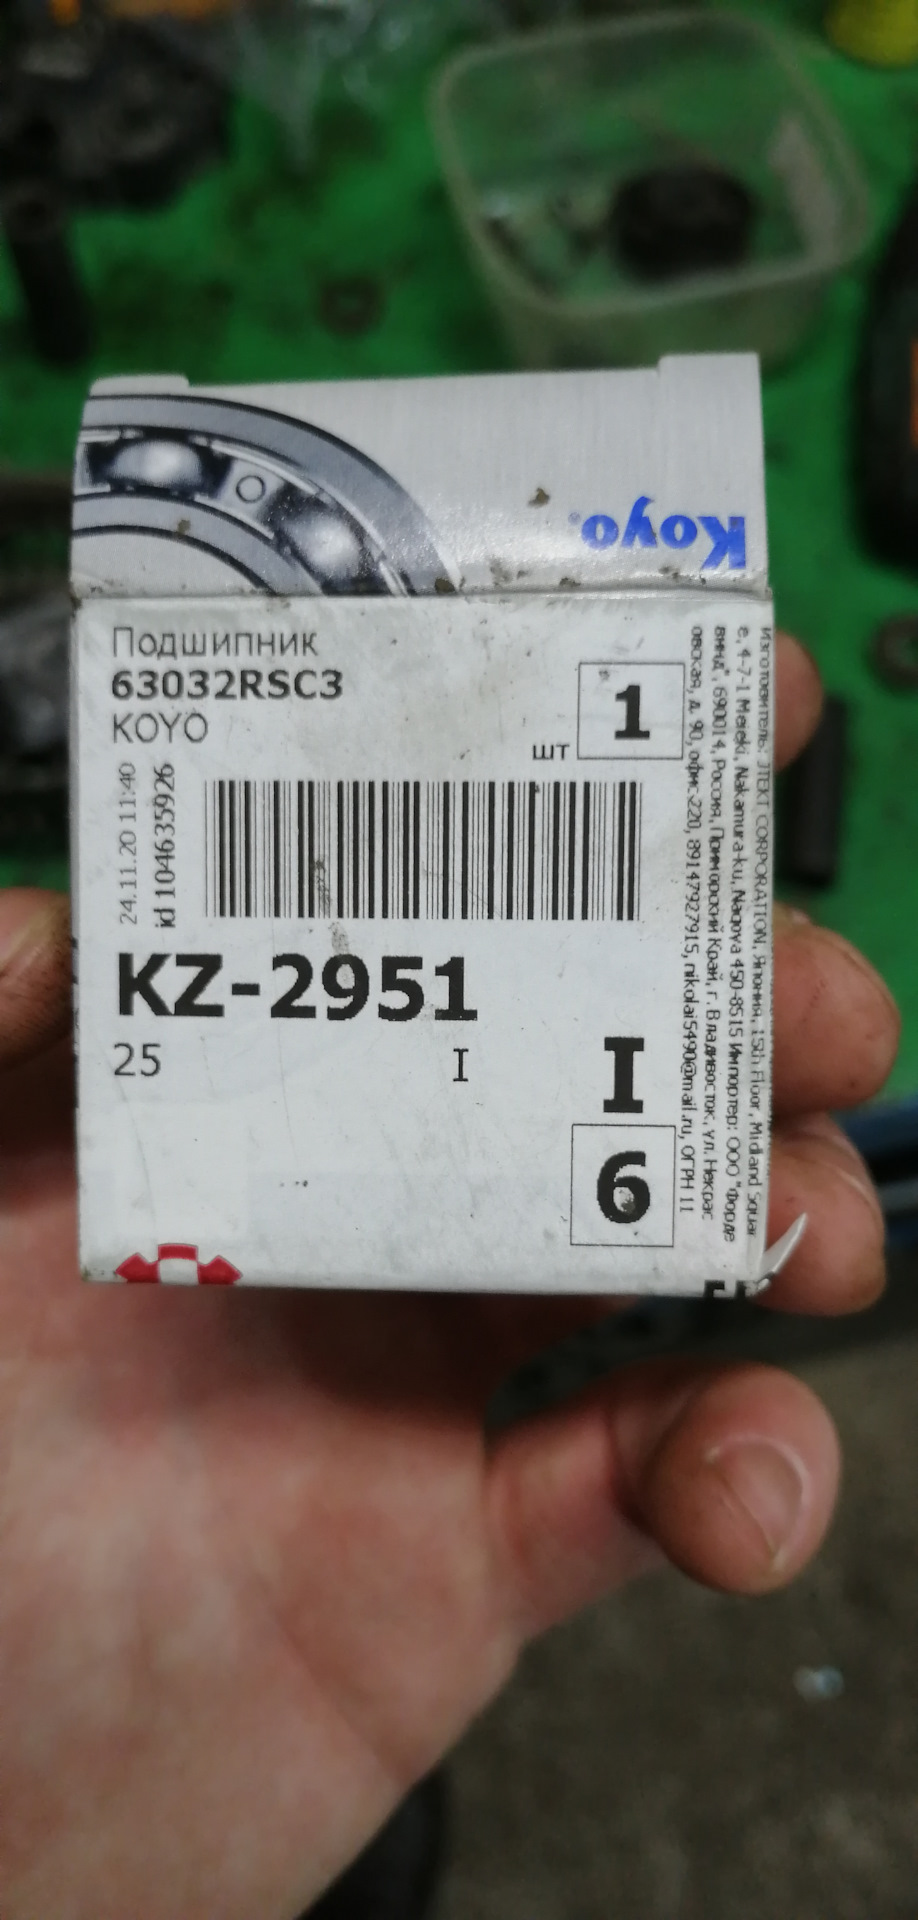 Koyo.
Подшипник
63032RSC3
KOYO
шт
1
24.11.20 11:40
id 104635926
KZ-2951
25
I
I
6
Изготовитель: JTEKT CORPORATION, Япония, 15th Floor, Midland Squar
e, 4-7-1 Meieki, Nakamura-ku, Nagoya 450-8515 Импортер: ООО "Форде
винд", 690014, Россия, Приморский Край, г. Владивосток, ул. Некрас
овская, д. 90, офис 220, 89147927915, nikolai5490@mail.ru, ОГРН 11